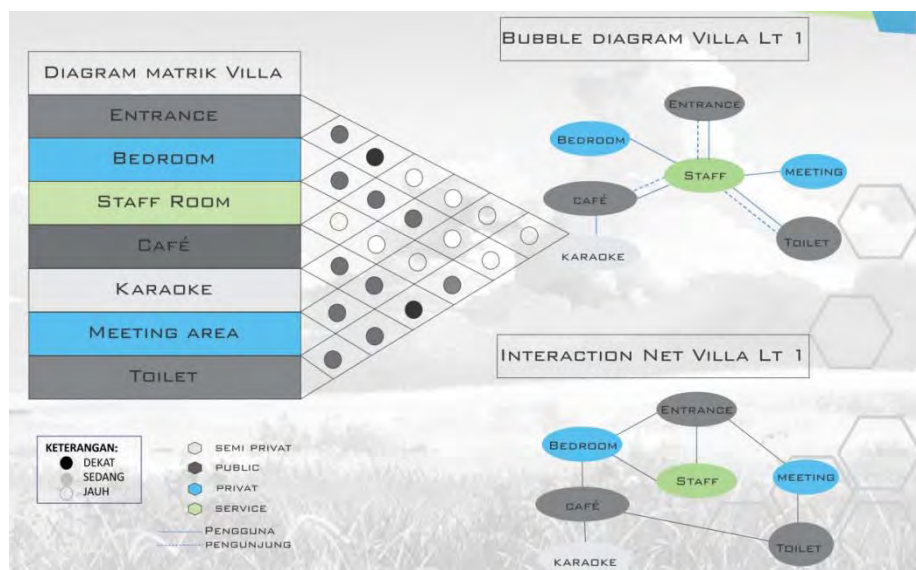 DIAGRAM MATRIK VILLA
ENTRANCE
BEDROOM
STAFF ROOM
CAFÉ
KARAOKE
MEETING AREA
TOILET
KETERANGAN:
DEKAT
SEDANG
JAUH
SEMI PRIVAT
PUBLIC
PRIVAT
SERVICE
PENGGUNA
PENGUNJUNG
BUBBLE DIAGRAM VILLA LT 1
ENTRANCE
BEDROOM
STAFF
MEETING
CAFÉ
TOILET
KARAOKE
INTERACTION NET VILLA LT 1
ENTRANCE
BEDROOM
STAFF
MEETING
CAFÉ
TOILET
KARAOKE